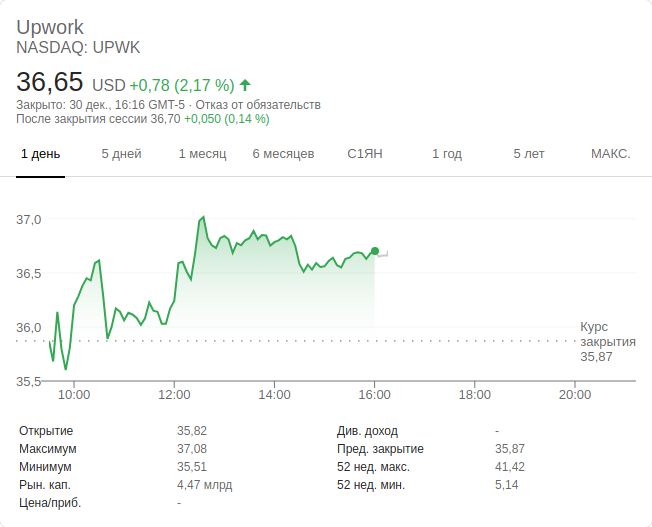 Upwork
NASDAQ: UPWK
36,65 USD +0,78 (2,17 %)
Закрыто: 30 дек., 16:16 GMT-5 · Отказ от обязательств
После закрытия сессии 36,70 +0,050 (0,14 %)
1 день 5 дней 1 месяц 6 месяцев С1ЯН 1 год 5 лет МАКС.
37,0
36,5
36,0
Курс
закрытия
35,87
35,5
10:00 12:00 14:00 16:00 18:00 20:00
Открытие 35,82 Див. доход -
Максимум 37,08 Пред. закрытие 35,87
Минимум 35,51 52 нед. макс. 41,42
Рын. кап. 4,47 млрд 52 нед. мин. 5,14
Цена/приб. -